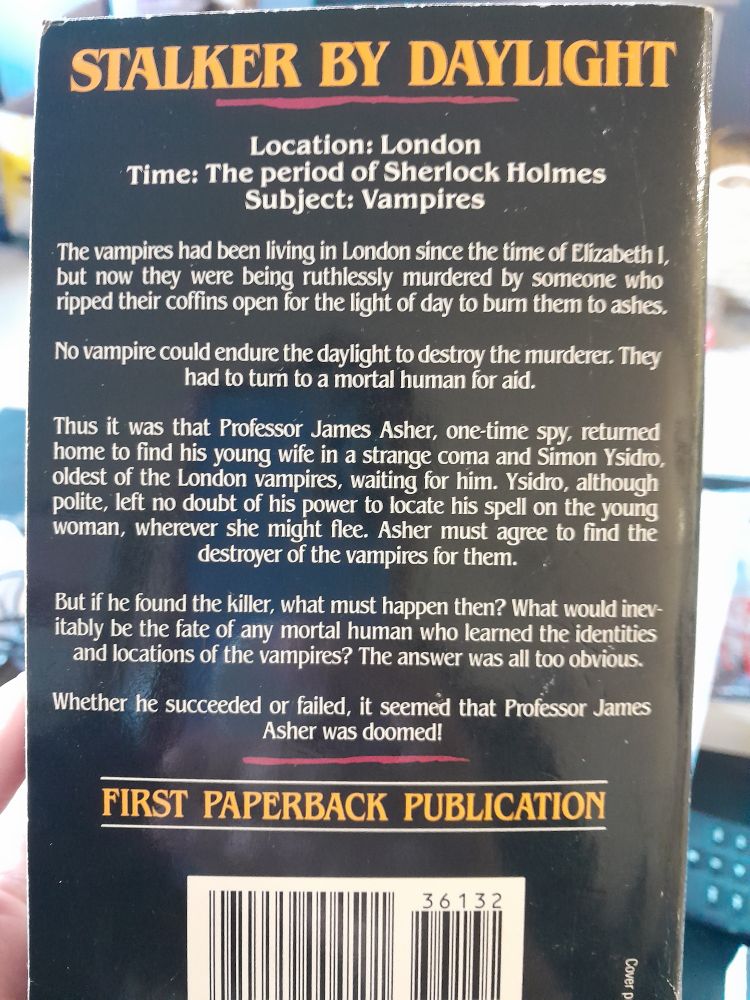 STALKER BY DAYLIGHT
Location: London
Time: The period of Sherlock Holmes
Subject: Vampires
The vampires had been living in London since the time of Elizabeth I,
but now they were being ruthlessly murdered by someone who
ripped their coffins open for the light of day to burn them to ashes.
No vampire could endure the daylight to destroy the murderer. They
had to turn to a mortal human for aid.
Thus it was that Professor James Asher, one-time spy, returned
home to find his young wife in a strange coma and Simon Ysidro,
oldest of the London vampires, waiting for him. Ysidro, although
polite, left no doubt of his power to locate his spell on the young
woman, wherever she might flee. Asher must agree to find the
destroyer of the vampires for them.
But if he found the killer, what must happen then? What would inev-
itably be the fate of any mortal human who learned the identities
and locations of the vampires? The answer was all too obvious.
Whether he succeeded or failed, it seemed that Professor James
Asher was doomed!
FIRST PAPERBACK PUBLICATION
36132
Cover p